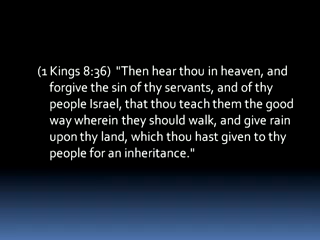 (1 Kings 8:36)  "Then hear thou in heaven, and
forgive the sin of thy servants, and of thy
people Israel, that thou teach them the good
way wherein they should walk, and give rain
upon thy land, which thou hast given to thy
people for an inheritance."